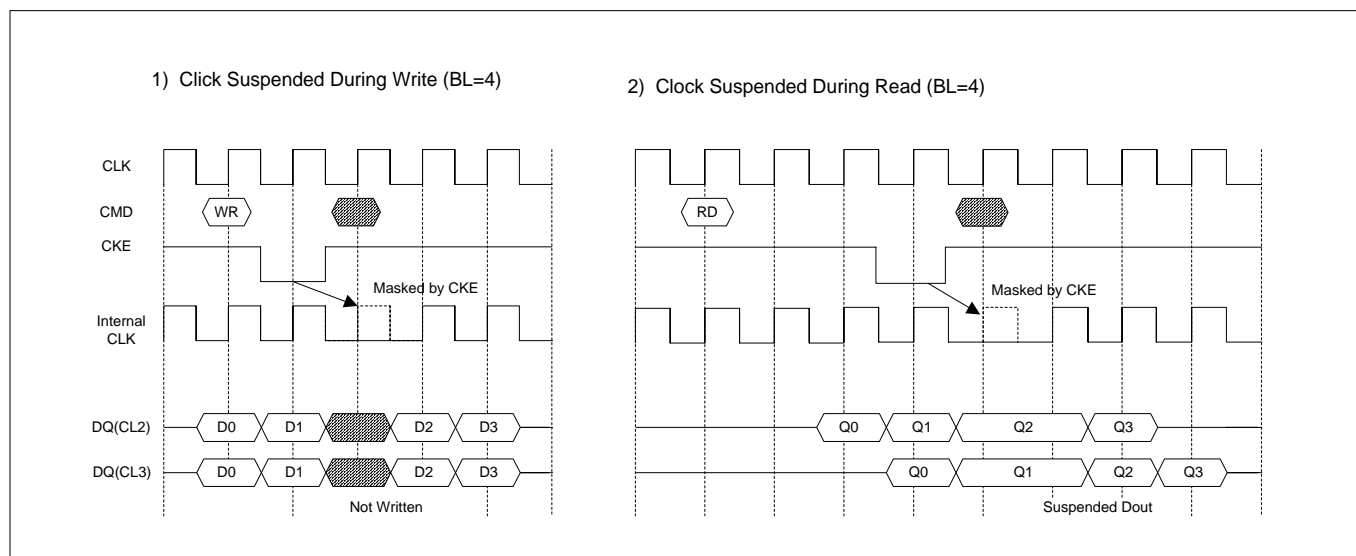 1) Click Suspended During Write (BL=4)
2) Clock Suspended During Read (BL=4)
CLK
CMD
WR
RD
CKE
Masked by CKE
Masked by CKE
Internal
CLK
DQ(CL2)
D0
D1
D2
D3
Q0
Q1
Q2
Q3
DQ(CL3)
D0
D1
D2
D3
Q0
Q1
Q2
Q3
Not Written
Suspended Dout